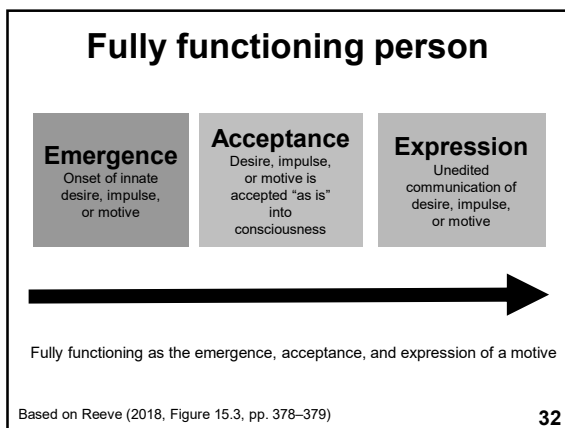 Fully functioning person
Emergence
Onset of innate
desire, impulse,
or motive
Acceptance
Desire, impulse,
or motive is
accepted “as is”
into
consciousness
Expression
Unedited
communication of
desire, impulse,
or motive
Fully functioning as the emergence, acceptance, and expression of a motive
Based on Reeve (2018, Figure 15.3, pp. 378–379)
32